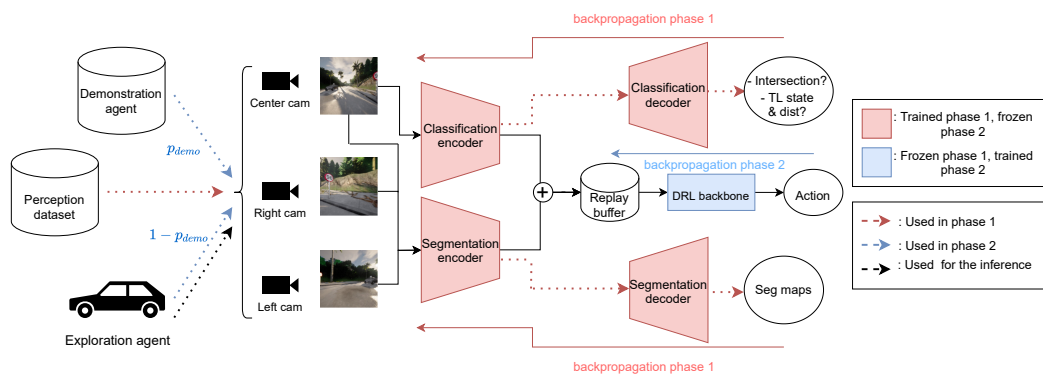 backpropagation phase 1
Demonstration
agent
p_demo
Perception
dataset
1 − p_demo
Exploration agent
Center cam
Right cam
Left cam
Classification
encoder
Segmentation
encoder
Classification
decoder
- Intersection?
- TL state
& dist?
backpropagation phase 2
Replay
buffer
DRL backbone
Action
Segmentation
decoder
Seg maps
backpropagation phase 1
: Trained phase 1, frozen
phase 2
: Frozen phase 1, trained
phase 2
: Used in phase 1
: Used in phase 2
: Used for the inference